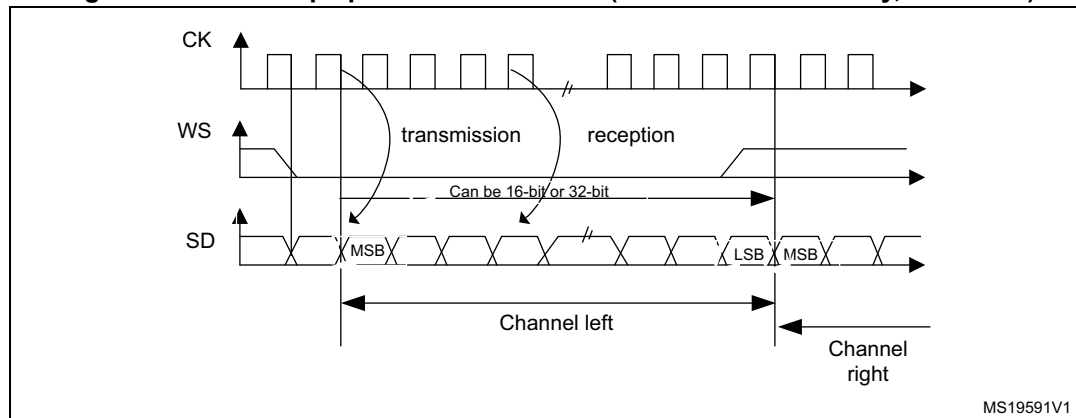 CK
WS
transmission
reception
Can be 16-bit or 32-bit
SD
MSB
LSB
MSB
Channel left
Channel
right
MS19591V1